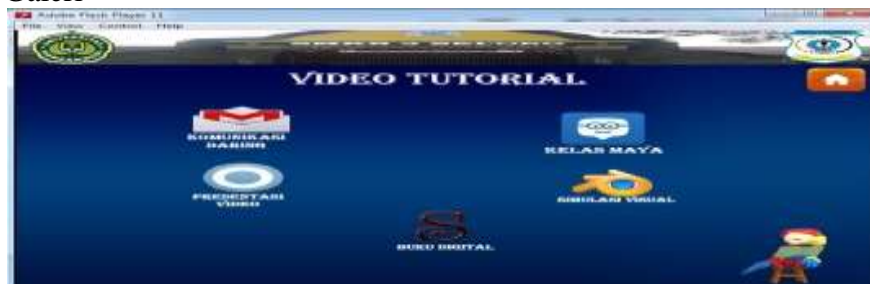 Adobe Flash Player 11
File View Control Help
VIDEO TUTORIAL
KOMUNIKASI
DARING
KELAS MAYA
PRESENTASI
VIDEO
SIMULASI VISUAL
BUKU DIGITAL